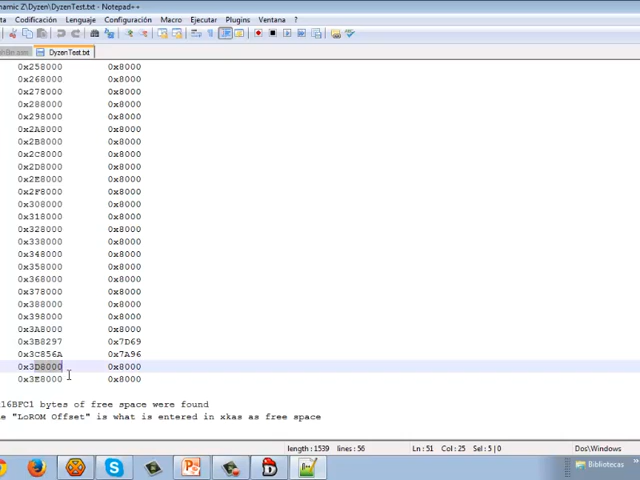 namic Z\Dyzen\DyzenTest.txt - Notepad++
ta Codificación Lenguaje Configuración Macro Ejecutar Plugins Ventana ?
DyzenTest.txt
0x258000 0x8000
0x268000 0x8000
0x278000 0x8000
0x288000 0x8000
0x298000 0x8000
0x2A8000 0x8000
0x2B8000 0x8000
0x2C8000 0x8000
0x2D8000 0x8000
0x2E8000 0x8000
0x2F8000 0x8000
0x308000 0x8000
0x318000 0x8000
0x328000 0x8000
0x338000 0x8000
0x348000 0x8000
0x358000 0x8000
0x368000 0x8000
0x378000 0x8000
0x388000 0x8000
0x398000 0x8000
0x3A8000 0x8000
0x3B8297 0x7D69
0x3C856A 0x7A96
0x3D8000 0x8000
0x3E8000 0x8000
16BFC1 bytes of free space were found
e "LoROM Offset" is what is entered in xkas as free space
length : 1539 lines : 56 Ln : 51 Col : 25 Sel : 5 | 0 Dos\Windows
Bibliotecas